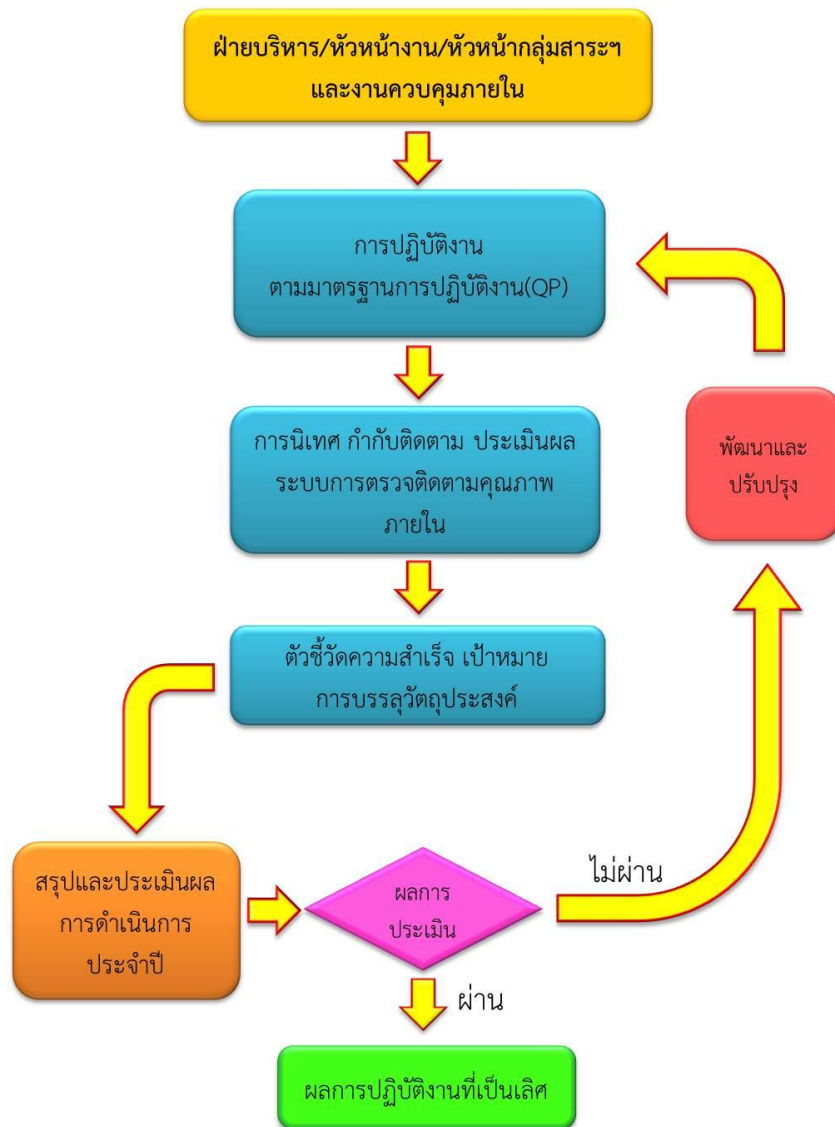 ฝ่ายบริหาร/หัวหน้างาน/หัวหน้ากลุ่มสาระฯ
และงานควบคุมภายใน
การปฏิบัติงาน
ตามมาตรฐานการปฏิบัติงาน(QP)
การนิเทศ กำกับติดตาม ประเมินผล
ระบบการตรวจติดตามคุณภาพ
ภายใน
พัฒนาและ
ปรับปรุง
ตัวชี้วัดความสำเร็จ เป้าหมาย
การบรรลุวัตถุประสงค์
สรุปและประเมินผล
การดำเนินการ
ประจำปี
ผลการ
ประเมิน
ไม่ผ่าน
ผ่าน
ผลการปฏิบัติงานที่เป็นเลิศ